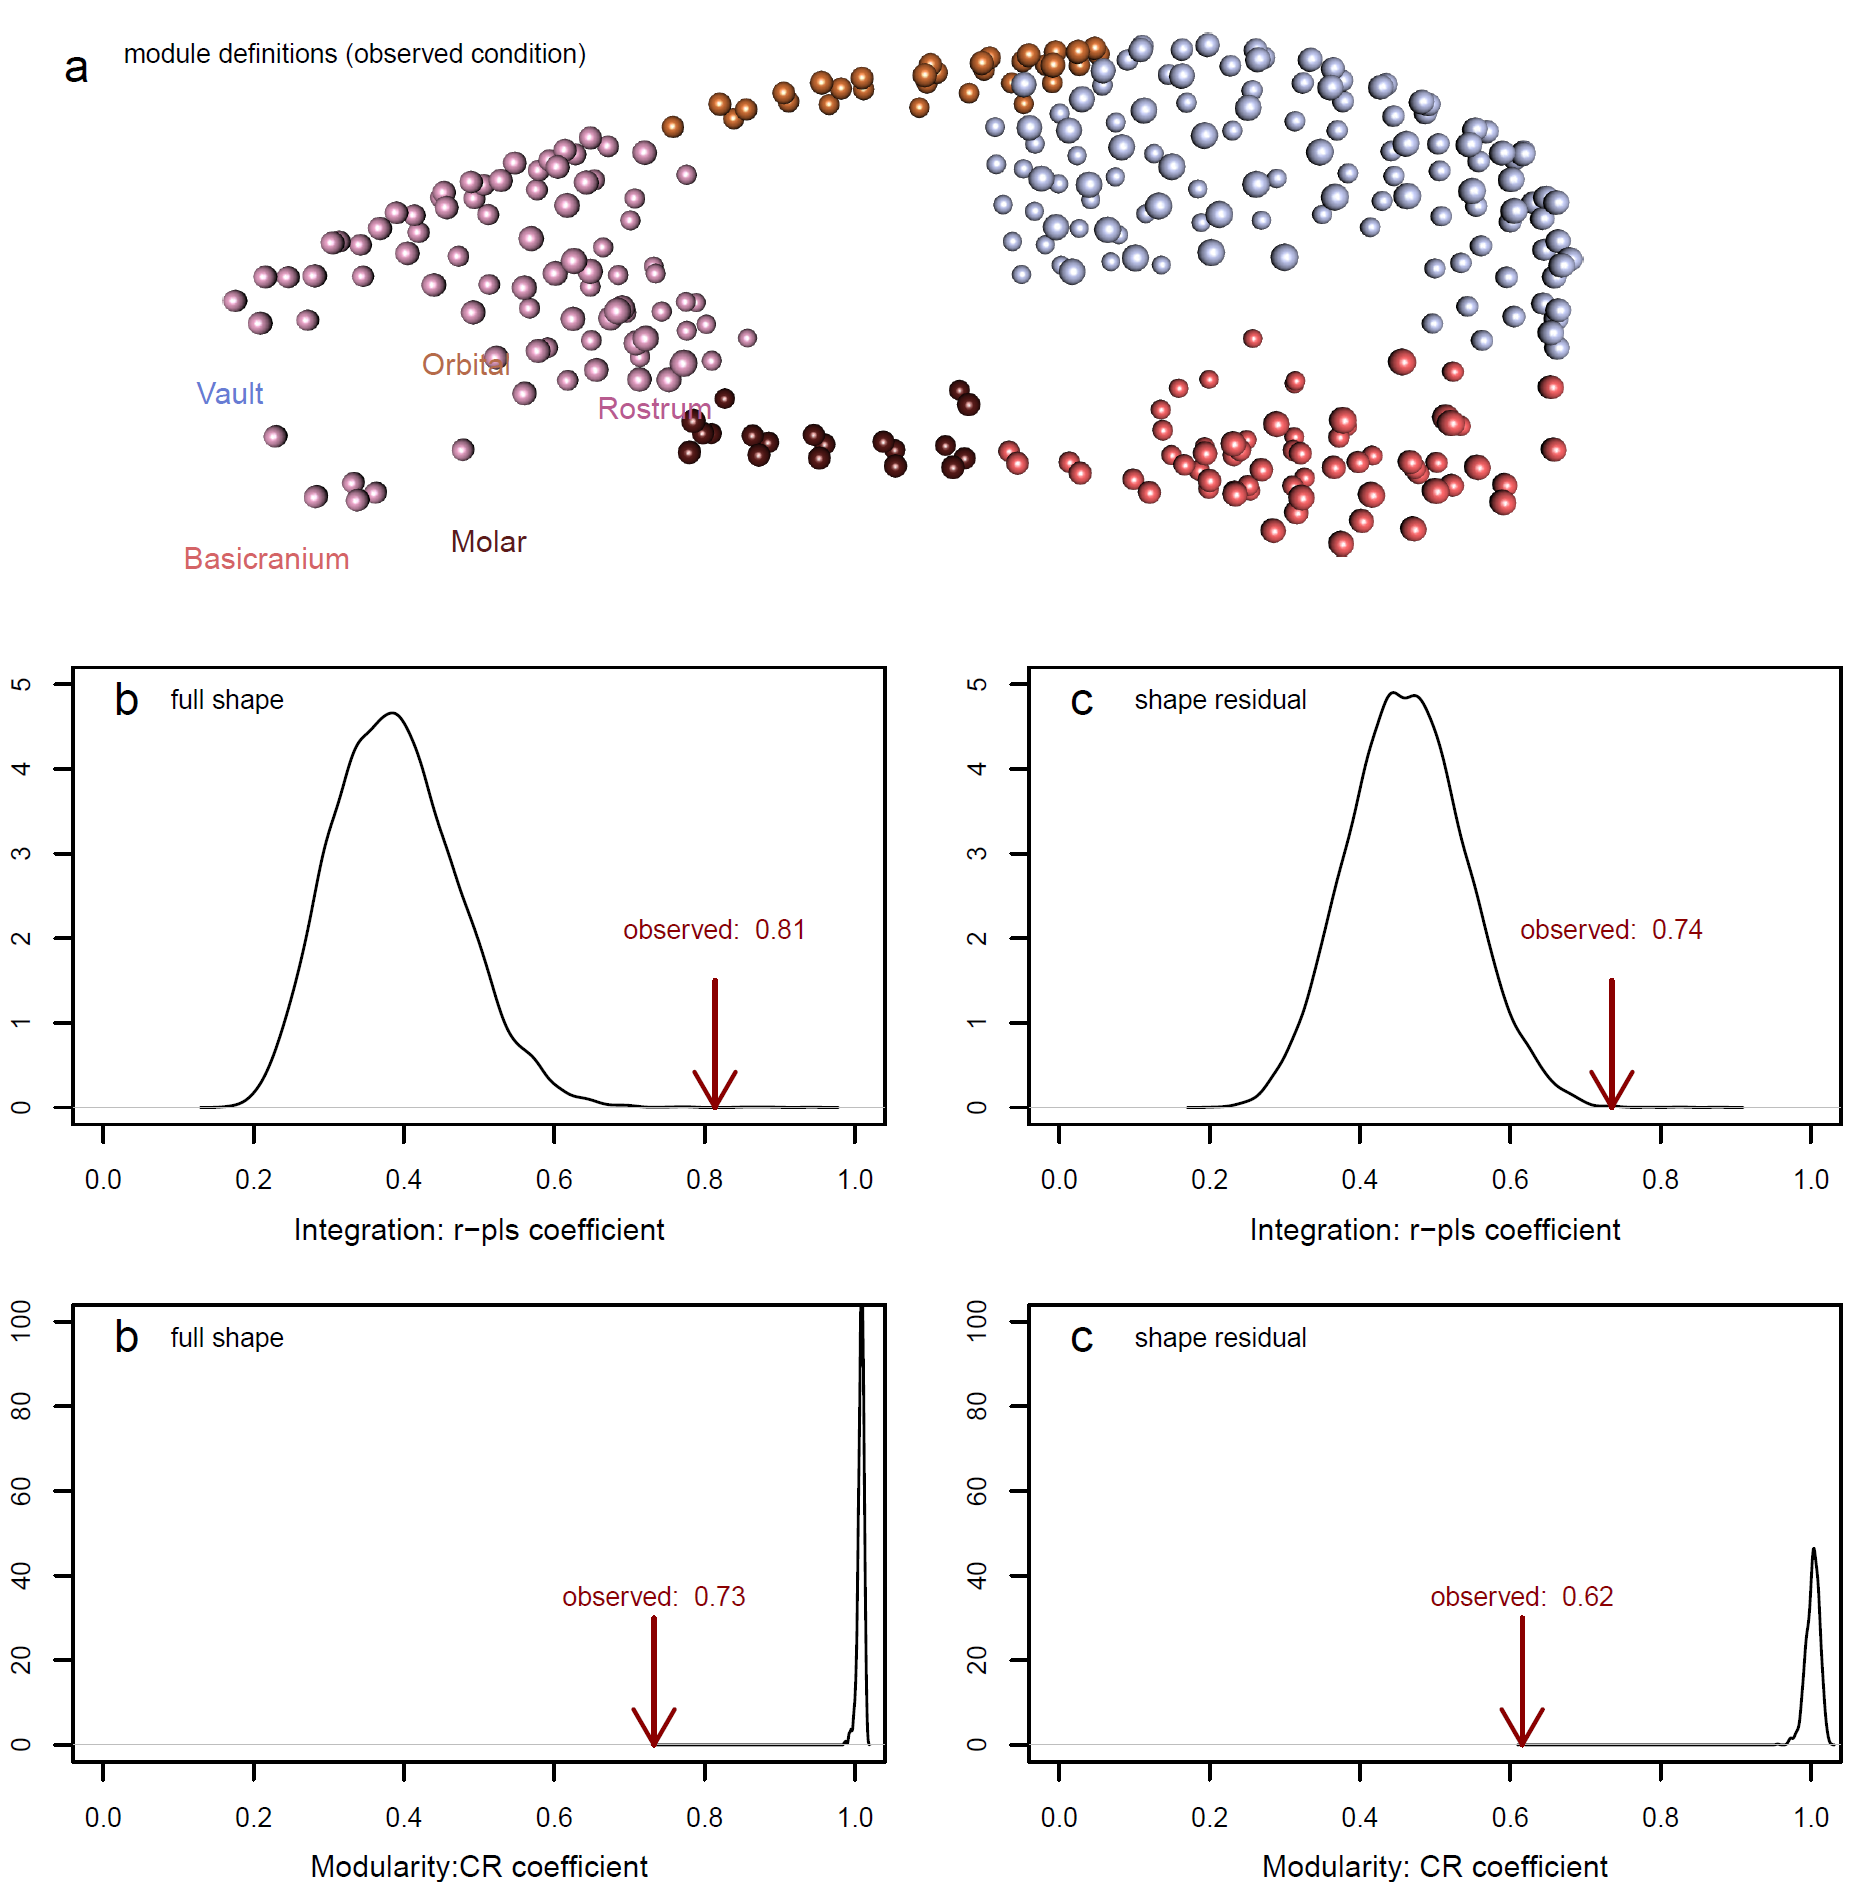 a module definitions (observed condition)
Orbital
Vault
Rostrum
Molar
Basicranium
b full shape
5
4
3
2
1
0
observed: 0.81
0.0 0.2 0.4 0.6 0.8 1.0
Integration: r−pls coefficient
c shape residual
5
4
3
2
1
0
observed: 0.74
0.0 0.2 0.4 0.6 0.8 1.0
Integration: r−pls coefficient
b full shape
100
80
60
40
20
0
observed: 0.73
0.0 0.2 0.4 0.6 0.8 1.0
Modularity:CR coefficient
c shape residual
100
80
60
40
20
0
observed: 0.62
0.0 0.2 0.4 0.6 0.8 1.0
Modularity: CR coefficient